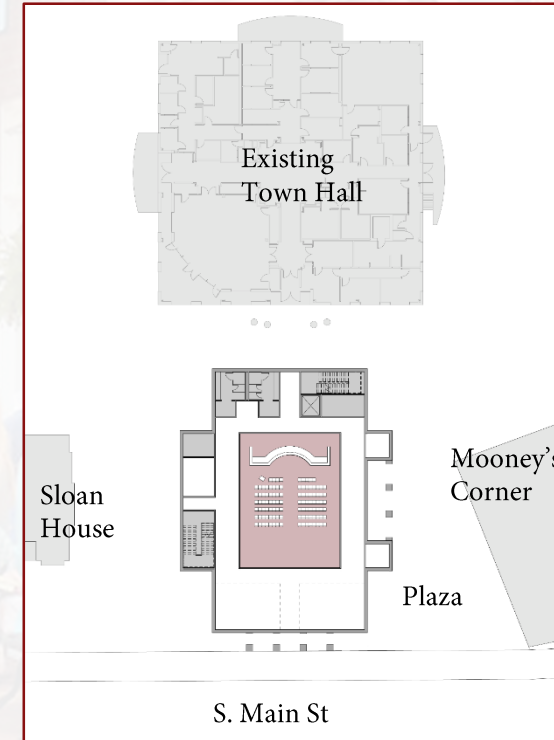 Existing
Town Hall
Mooney's
Corner
Sloan
House
Plaza
S. Main St